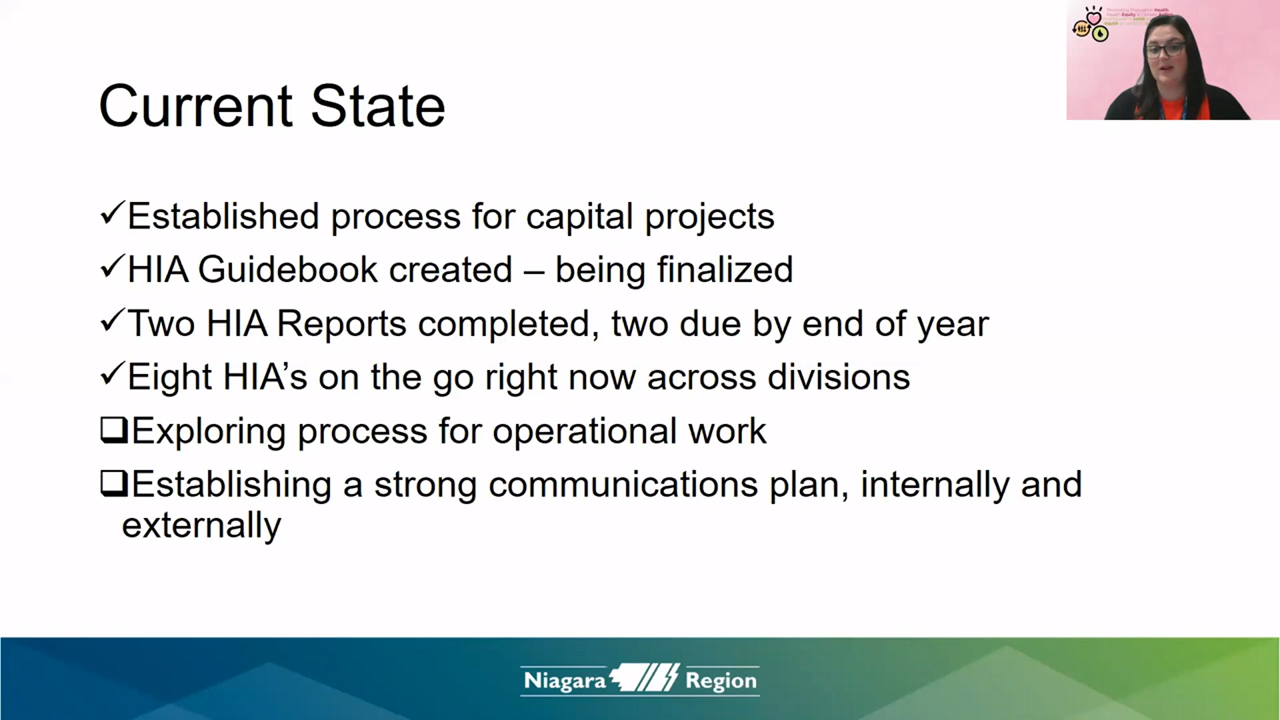 Current State
✓Established process for capital projects
✓HIA Guidebook created – being finalized
✓Two HIA Reports completed, two due by end of year
✓Eight HIA’s on the go right now across divisions
❑Exploring process for operational work
❑Establishing a strong communications plan, internally and
externally
Niagara Region